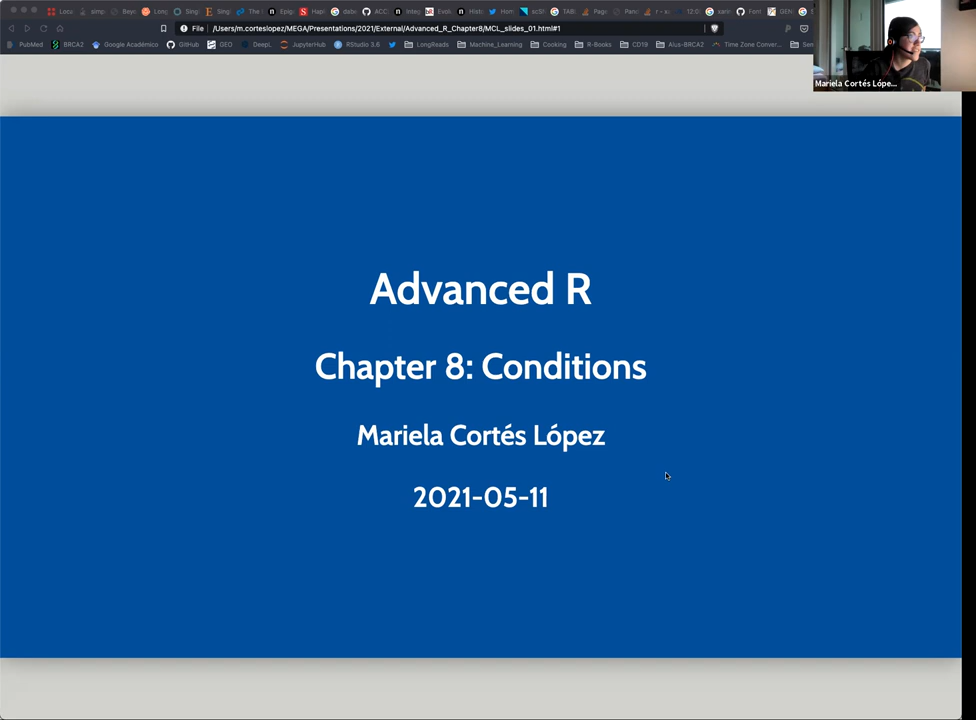 File /Users/m.corteslopez/MEGA/Presentations/2021/External/Advanced_R_Chapter8/MCL_slides_01.html#1
PubMed BRCA2 Google Académico GitHub GEO DeepL JupyterHub RStudio 3.6 LongReads Machine_Learning Cooking R-Books CD19 Alus-BRCA2 Time Zone Conver...
Mariela Cortés Lópe...
Advanced R
Chapter 8: Conditions
Mariela Cortés López
2021-05-11